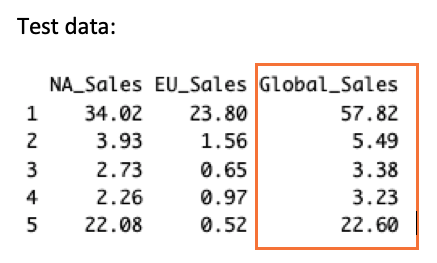 Test data:
NA_Sales EU_Sales Global_Sales
1 34.02 23.80 57.82
2 3.93 1.56 5.49
3 2.73 0.65 3.38
4 2.26 0.97 3.23
5 22.08 0.52 22.60